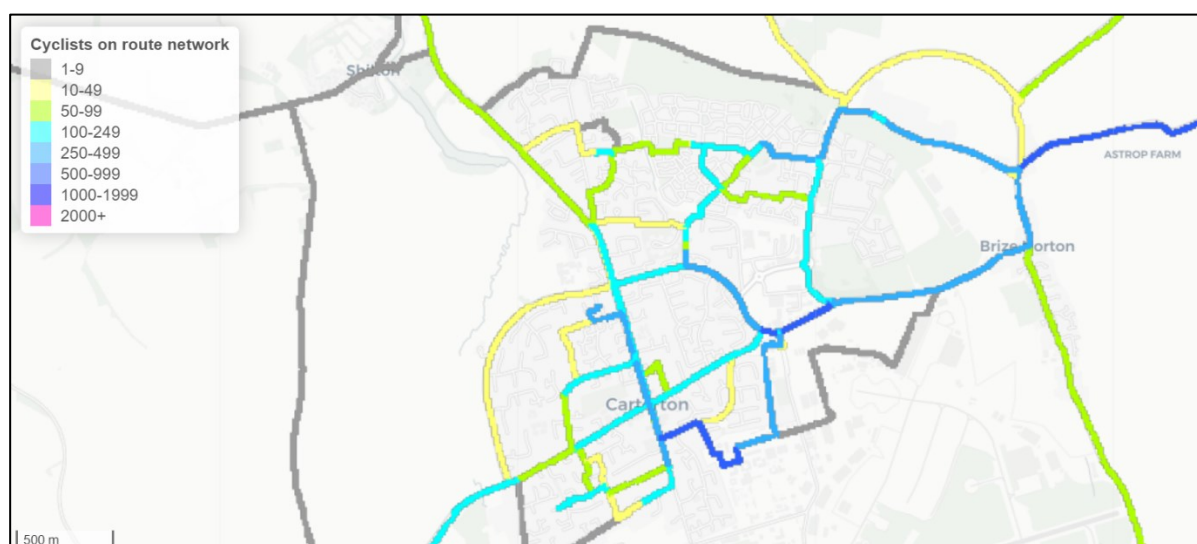 Cyclists on route network
1-9
10-49
50-99
100-249
250-499
500-999
1000-1999
2000+
Shilton
ASTROP FARM
Brize Norton
Carterton
500 m